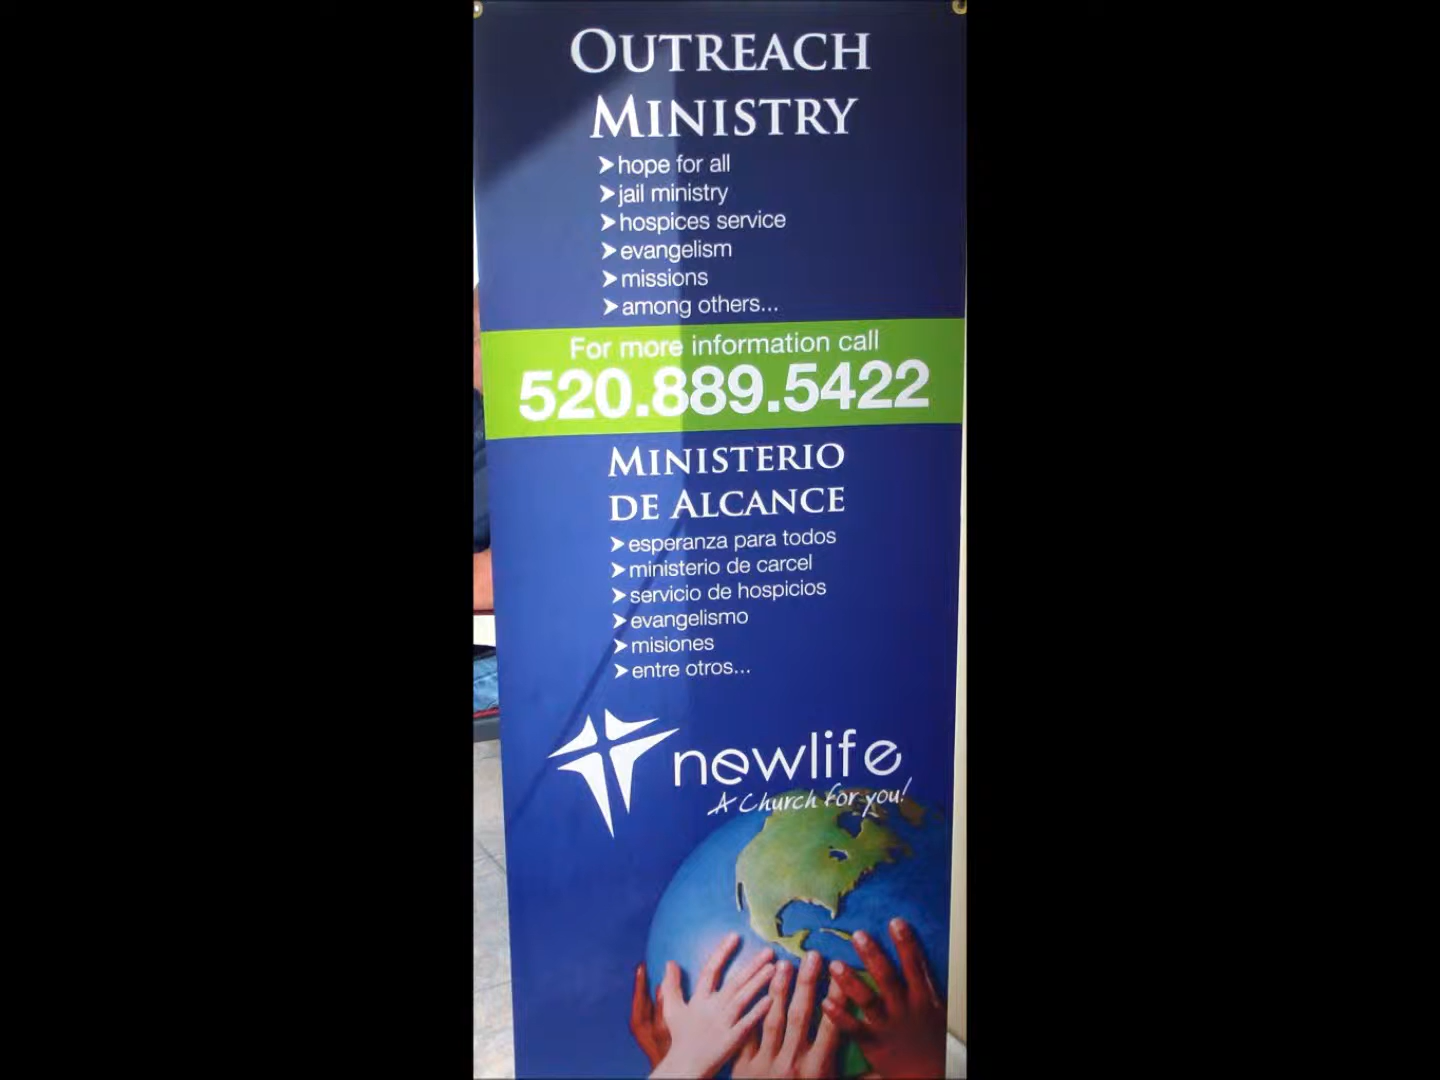 OUTREACH
MINISTRY
➤hope for all
➤jail ministry
➤hospices service
➤evangelism
➤missions
➤among others...
For more information call
520.889.5422
MINISTERIO
DE ALCANCE
➤esperanza para todos
➤ministerio de carcel
➤servicio de hospicios
➤evangelismo
➤misiones
➤entre otros...
newlife
A Church for you!